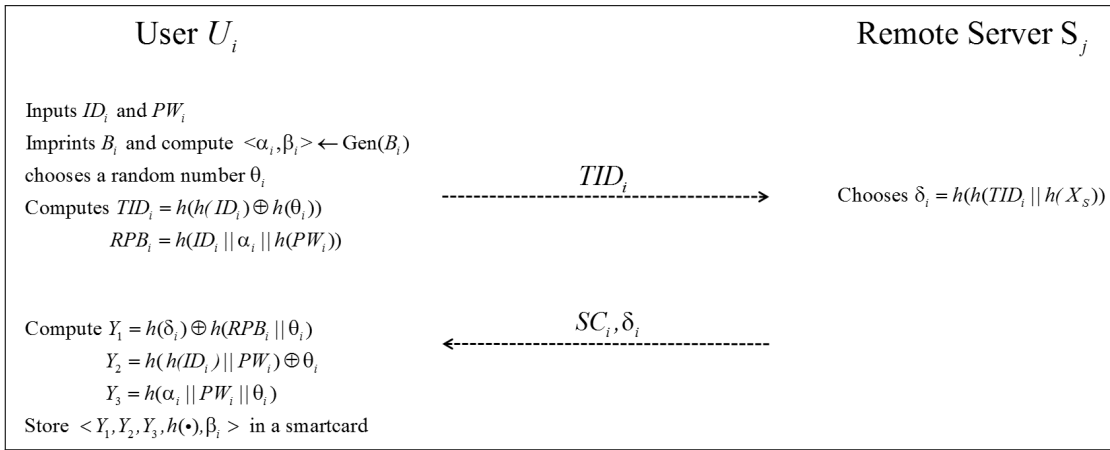 User U_i
Remote Server S_j
Inputs ID_i and PW_i
Imprints B_i and compute <α_i,β_i> ← Gen(B_i)
chooses a random number θ_i
TID_i
Chooses δ_i = h(h(TID_i || h(X_S))
Computes TID_i = h(h(ID_i) ⊕ h(θ_i))
RPB_i = h(ID_i || α_i || h(PW_i))
Compute Y_1 = h(δ_i) ⊕ h(RPB_i || θ_i)
SC_i, δ_i
Y_2 = h(h(ID_i) || PW_i) ⊕ θ_i
Y_3 = h(α_i || PW_i || θ_i)
Store <Y_1,Y_2,Y_3,h(•),β_i> in a smartcard